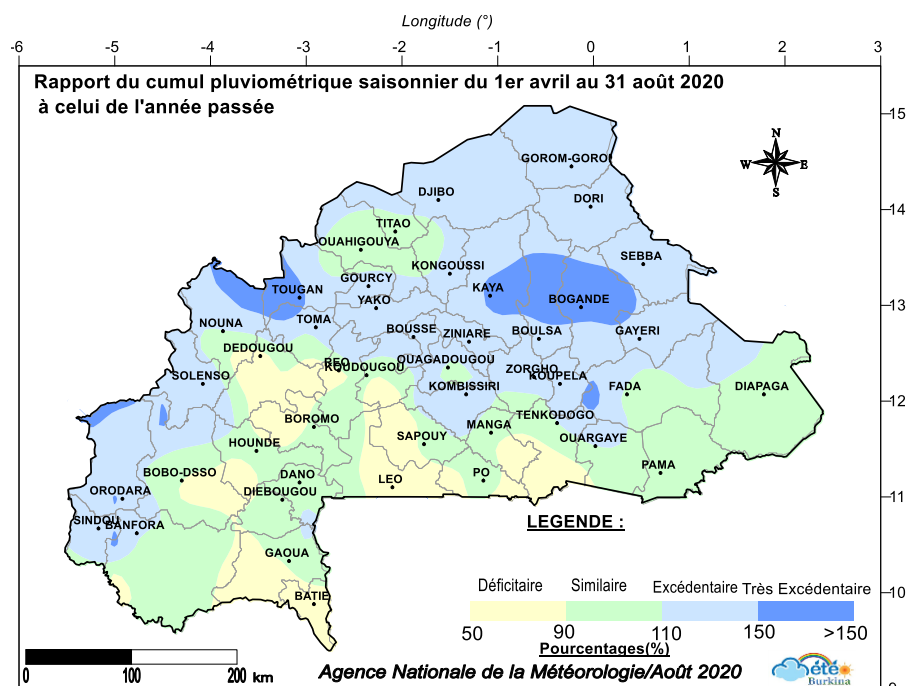 Longitude (°)
-6 -5 -4 -3 -2 -1 0 1 2 3
Rapport du cumul pluviométrique saisonnier du 1er avril au 31 août 2020
à celui de l'année passée
15
N
W E
S
GOROM-GORO
DJIBO
DORI
14
TITAO
OUAHIGOUYA
SEBBA
KONGOUSSI
GOURCY
KAYA
TOUGAN
BOGANDE
YAKO
13
TOMA
NOUNA
BOUSSE
ZINIARE
BOULSA
GAYERI
DEDOUGOU
REO
KOUDOUGOU
OUAGADOUGOU
ZORGHO
KOUPELA
SOLENSO
KOMBISSIRI
FADA
DIAPAGA
12
BOROMO
TENKODOGO
MANGA
HOUNDE
SAPOUY
OUARGAYE
BOBO-DSSO
DANO
PO
PAMA
LEO
ORODARA
DIEBOUGOU
11
SINDOU
BANFORA
LEGENDE :
GAOUA
BATIE
Déficitaire Similaire Excédentaire Très Excédentaire
10
50 90 110 150 >150
Pourcentages(%)
0 100 200 km
Agence Nationale de la Météorologie/Août 2020
été
Burkina